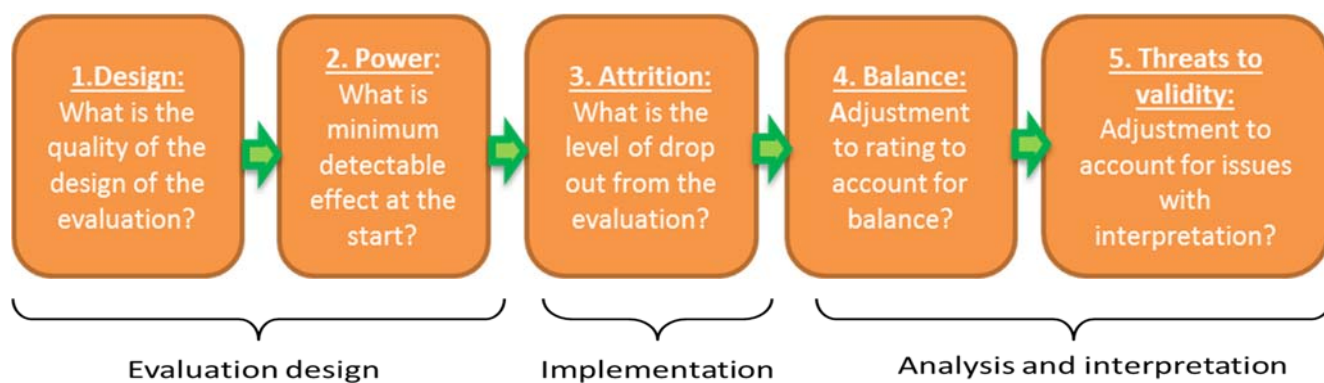 1.Design:
What is the
quality of the
design of the
evaluation?
2. Power:
What is
minimum
detectable
effect at the
start?
3. Attrition:
What is the
level of drop
out from the
evaluation?
4. Balance:
Adjustment
to rating to
account for
balance?
5. Threats to
validity:
Adjustment to
account for issues
with
interpretation?
Evaluation design
Implementation
Analysis and interpretation